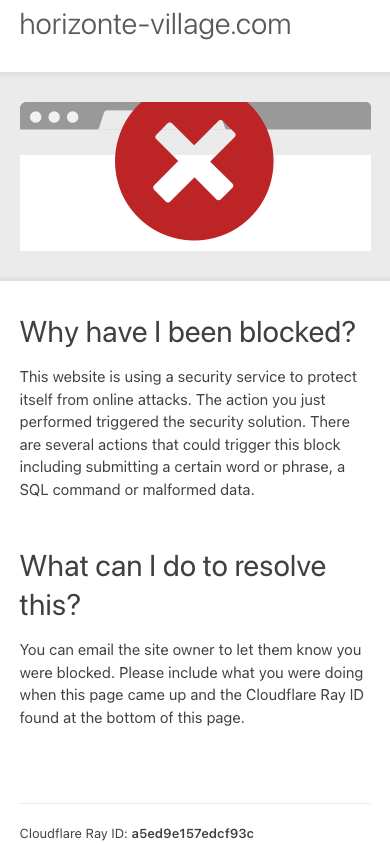 horizonte-village.com
Why have I been blocked?
This website is using a security service to protect
itself from online attacks. The action you just
performed triggered the security solution. There
are several actions that could trigger this block
including submitting a certain word or phrase, a
SQL command or malformed data.
What can I do to resolve
this?
You can email the site owner to let them know you
were blocked. Please include what you were doing
when this page came up and the Cloudflare Ray ID
found at the bottom of this page.
Cloudflare Ray ID: a5ed9e157edcf93c